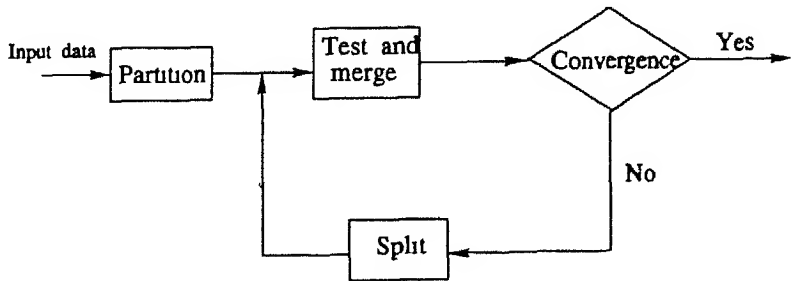 Input data
Partition
Test and
merge
Convergence
Yes
No
Split